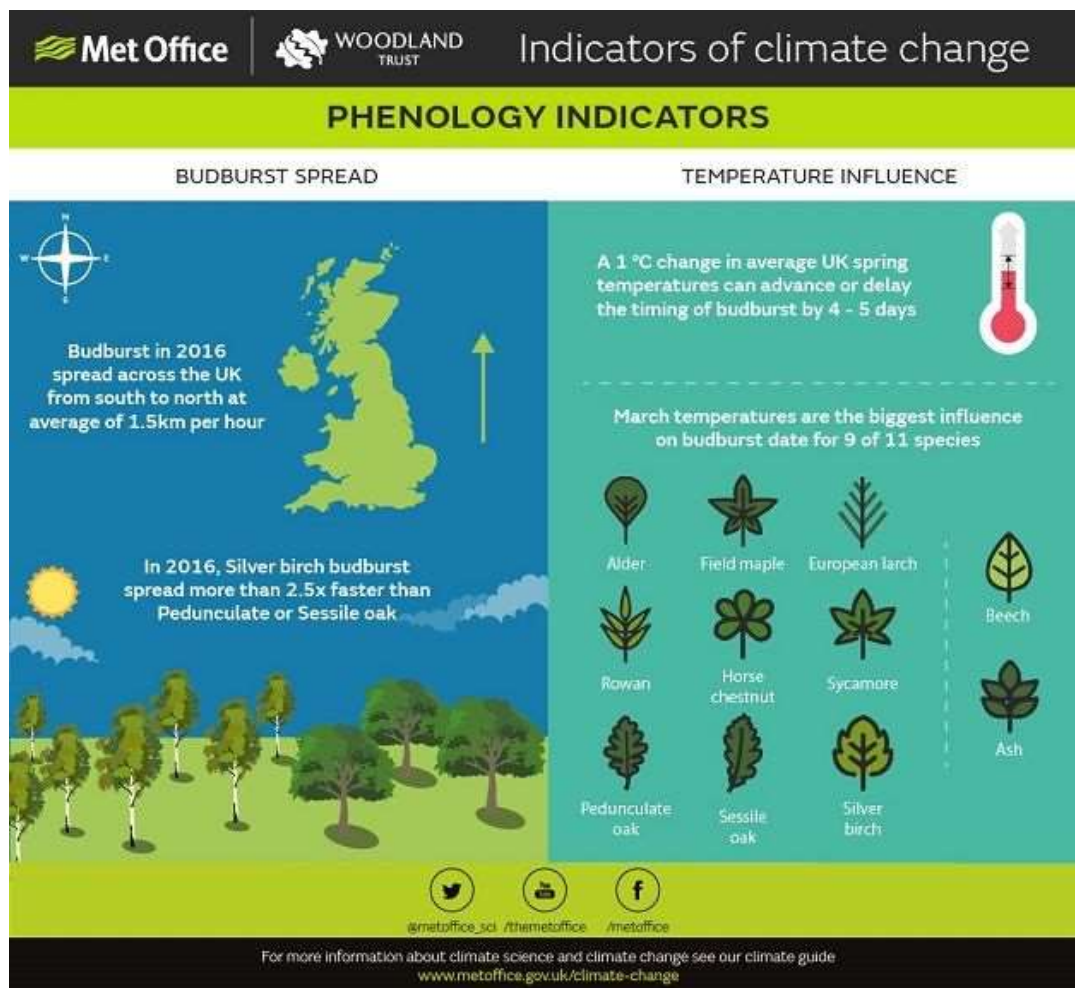 Met Office
WOODLAND
TRUST
Indicators of climate change
PHENOLOGY INDICATORS
BUDBURST SPREAD
N
W
E
S
Budburst in 2016
spread across the UK
from south to north at
average of 1.5km per hour
In 2016, Silver birch budburst
spread more than 2.5x faster than
Pedunculate or Sessile oak
TEMPERATURE INFLUENCE
A 1 °C change in average UK spring
temperatures can advance or delay
the timing of budburst by 4 - 5 days
March temperatures are the biggest influence
on budburst date for 9 of 11 species
Alder
Field maple
European larch
Rowan
Horse
chestnut
Sycamore
Pedunculate
oak
Sessile
oak
Silver
birch
Beech
Ash
You
Tube
@metoffice_sci
/themetoffice
/metoffice
For more information about climate science and climate change see our climate guide
www.metoffice.gov.uk/climate-change